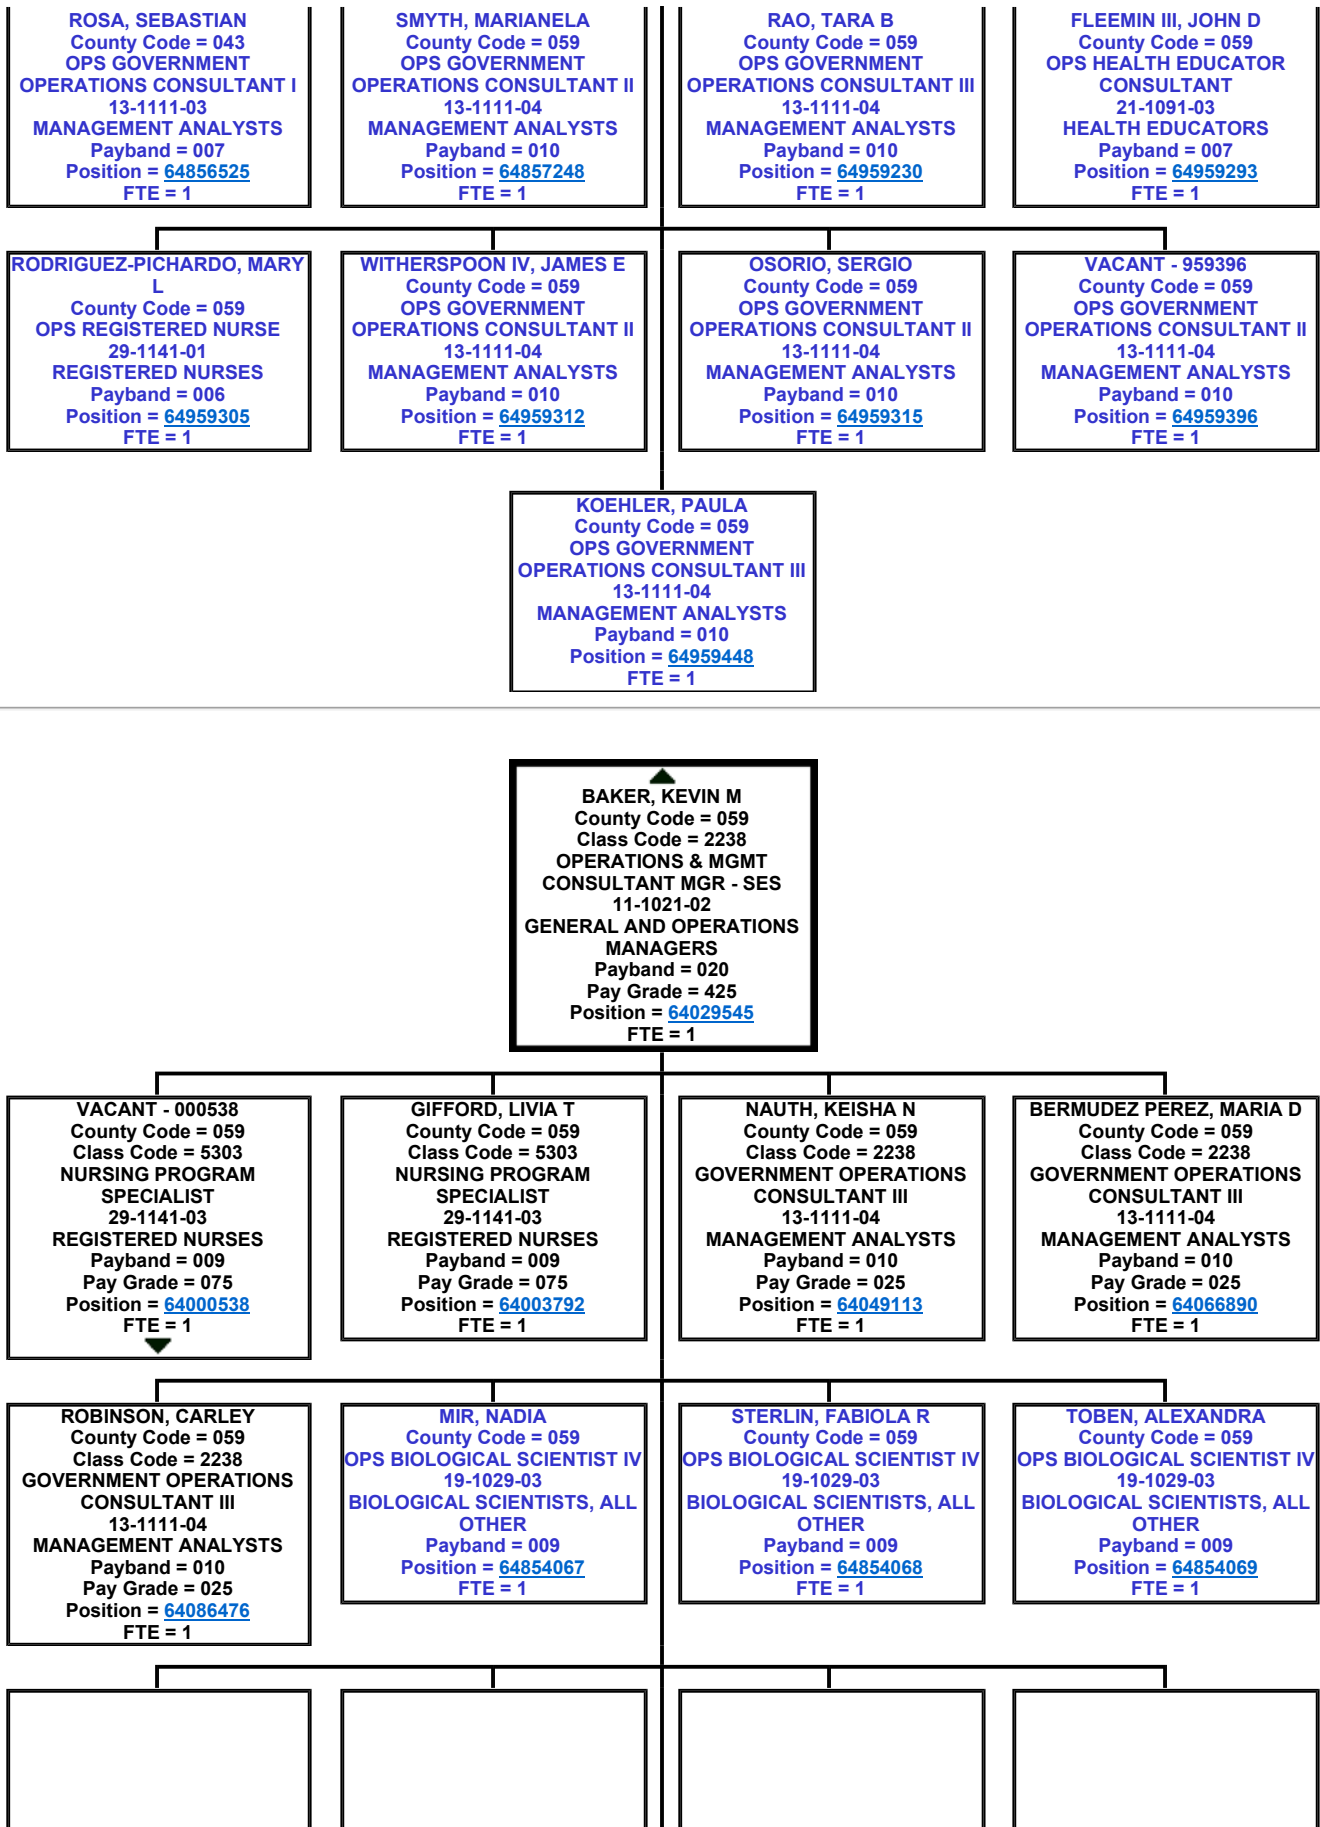 ROSA, SEBASTIAN
County Code = 043
OPS GOVERNMENT
OPERATIONS CONSULTANT I
13-1111-03
MANAGEMENT ANALYSTS
Payband = 007
Position = 64856525
FTE = 1
SMYTH, MARIANELA
County Code = 059
OPS GOVERNMENT
OPERATIONS CONSULTANT II
13-1111-04
MANAGEMENT ANALYSTS
Payband = 010
Position = 64857248
FTE = 1
RAO, TARA B
County Code = 059
OPS GOVERNMENT
OPERATIONS CONSULTANT III
13-1111-04
MANAGEMENT ANALYSTS
Payband = 010
Position = 64959230
FTE = 1
FLEEMIN III, JOHN D
County Code = 059
OPS HEALTH EDUCATOR
CONSULTANT
21-1091-03
HEALTH EDUCATORS
Payband = 007
Position = 64959293
FTE = 1
RODRIGUEZ-PICHARDO, MARY
L
County Code = 059
OPS REGISTERED NURSE
29-1141-01
REGISTERED NURSES
Payband = 006
Position = 64959305
FTE = 1
WITHERSPOON IV, JAMES E
County Code = 059
OPS GOVERNMENT
OPERATIONS CONSULTANT II
13-1111-04
MANAGEMENT ANALYSTS
Payband = 010
Position = 64959312
FTE = 1
OSORIO, SERGIO
County Code = 059
OPS GOVERNMENT
OPERATIONS CONSULTANT II
13-1111-04
MANAGEMENT ANALYSTS
Payband = 010
Position = 64959315
FTE = 1
VACANT - 959396
County Code = 059
OPS GOVERNMENT
OPERATIONS CONSULTANT II
13-1111-04
MANAGEMENT ANALYSTS
Payband = 010
Position = 64959396
FTE = 1
KOEHLER, PAULA
County Code = 059
OPS GOVERNMENT
OPERATIONS CONSULTANT III
13-1111-04
MANAGEMENT ANALYSTS
Payband = 010
Position = 64959448
FTE = 1
BAKER, KEVIN M
County Code = 059
Class Code = 2238
OPERATIONS & MGMT
CONSULTANT MGR - SES
11-1021-02
GENERAL AND OPERATIONS
MANAGERS
Payband = 020
Pay Grade = 425
Position = 64029545
FTE = 1
VACANT - 000538
County Code = 059
Class Code = 5303
NURSING PROGRAM
SPECIALIST
29-1141-03
REGISTERED NURSES
Payband = 009
Pay Grade = 075
Position = 64000538
FTE = 1
GIFFORD, LIVIA T
County Code = 059
Class Code = 5303
NURSING PROGRAM
SPECIALIST
29-1141-03
REGISTERED NURSES
Payband = 009
Pay Grade = 075
Position = 64003792
FTE = 1
NAUTH, KEISHA N
County Code = 059
Class Code = 2238
GOVERNMENT OPERATIONS
CONSULTANT III
13-1111-04
MANAGEMENT ANALYSTS
Payband = 010
Pay Grade = 025
Position = 64049113
FTE = 1
BERMUDEZ PEREZ, MARIA D
County Code = 059
Class Code = 2238
GOVERNMENT OPERATIONS
CONSULTANT III
13-1111-04
MANAGEMENT ANALYSTS
Payband = 010
Pay Grade = 025
Position = 64066890
FTE = 1
ROBINSON, CARLEY
County Code = 059
Class Code = 2238
GOVERNMENT OPERATIONS
CONSULTANT III
13-1111-04
MANAGEMENT ANALYSTS
Payband = 010
Pay Grade = 025
Position = 64086476
FTE = 1
MIR, NADIA
County Code = 059
OPS BIOLOGICAL SCIENTIST IV
19-1029-03
BIOLOGICAL SCIENTISTS, ALL
OTHER
Payband = 009
Position = 64854067
FTE = 1
STERLIN, FABIOLA R
County Code = 059
OPS BIOLOGICAL SCIENTIST IV
19-1029-03
BIOLOGICAL SCIENTISTS, ALL
OTHER
Payband = 009
Position = 64854068
FTE = 1
TOBEN, ALEXANDRA
County Code = 059
OPS BIOLOGICAL SCIENTIST IV
19-1029-03
BIOLOGICAL SCIENTISTS, ALL
OTHER
Payband = 009
Position = 64854069
FTE = 1